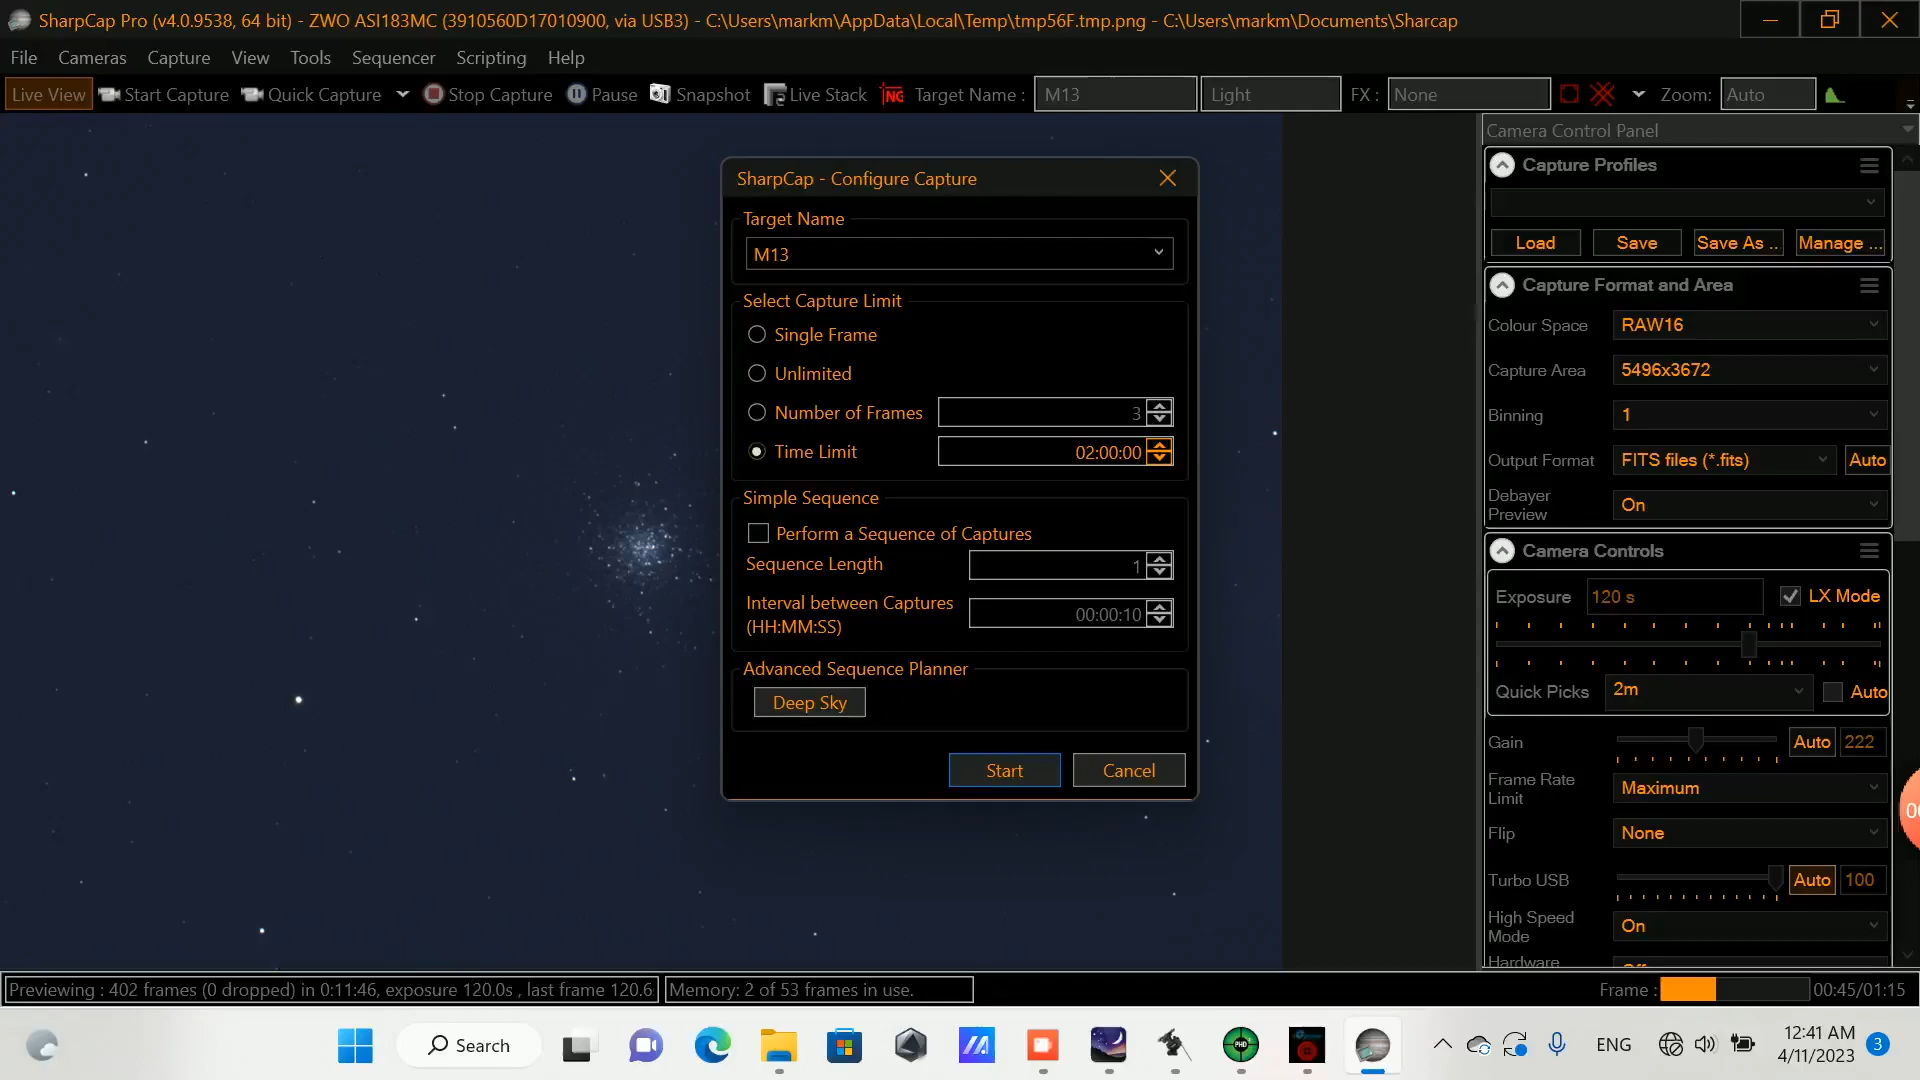 SharpCap Pro (v4.0.9538, 64 bit) - ZWO ASI183MC (3910560D17010900, via USB3) - C:\Users\markm\AppData\Local\Temp\tmp56F.tmp.png - C:\Users\markm\Documents\Sharcap
File Cameras Capture View Tools Sequencer Scripting Help
Live View Start Capture Quick Capture Stop Capture Pause Snapshot Live Stack NG Target Name : M13 Light FX : None Zoom: Auto
Camera Control Panel
SharpCap - Configure Capture
Target Name
M13
Select Capture Limit
Single Frame
Unlimited
Number of Frames 3
Time Limit 02:00:00
Simple Sequence
Perform a Sequence of Captures
Sequence Length 1
Interval between Captures
(HH:MM:SS) 00:00:10
Advanced Sequence Planner
Deep Sky
Start Cancel
Capture Profiles
Load Save Save As .. Manage ...
Capture Format and Area
Colour Space RAW16
Capture Area 5496x3672
Binning 1
Output Format FITS files (*.fits) Auto
Debayer
Preview On
Camera Controls
Exposure 120 s LX Mode
Quick Picks 2m Auto
Gain Auto 222
Frame Rate
Limit Maximum
Flip None
Turbo USB Auto 100
High Speed
Mode On
Hardware
Previewing : 402 frames (0 dropped) in 0:11:46, exposure 120.0s , last frame 120.6 Memory: 2 of 53 frames in use. Frame : 00:45/01:15
Search PHD ENG 12:41 AM
4/11/2023 3